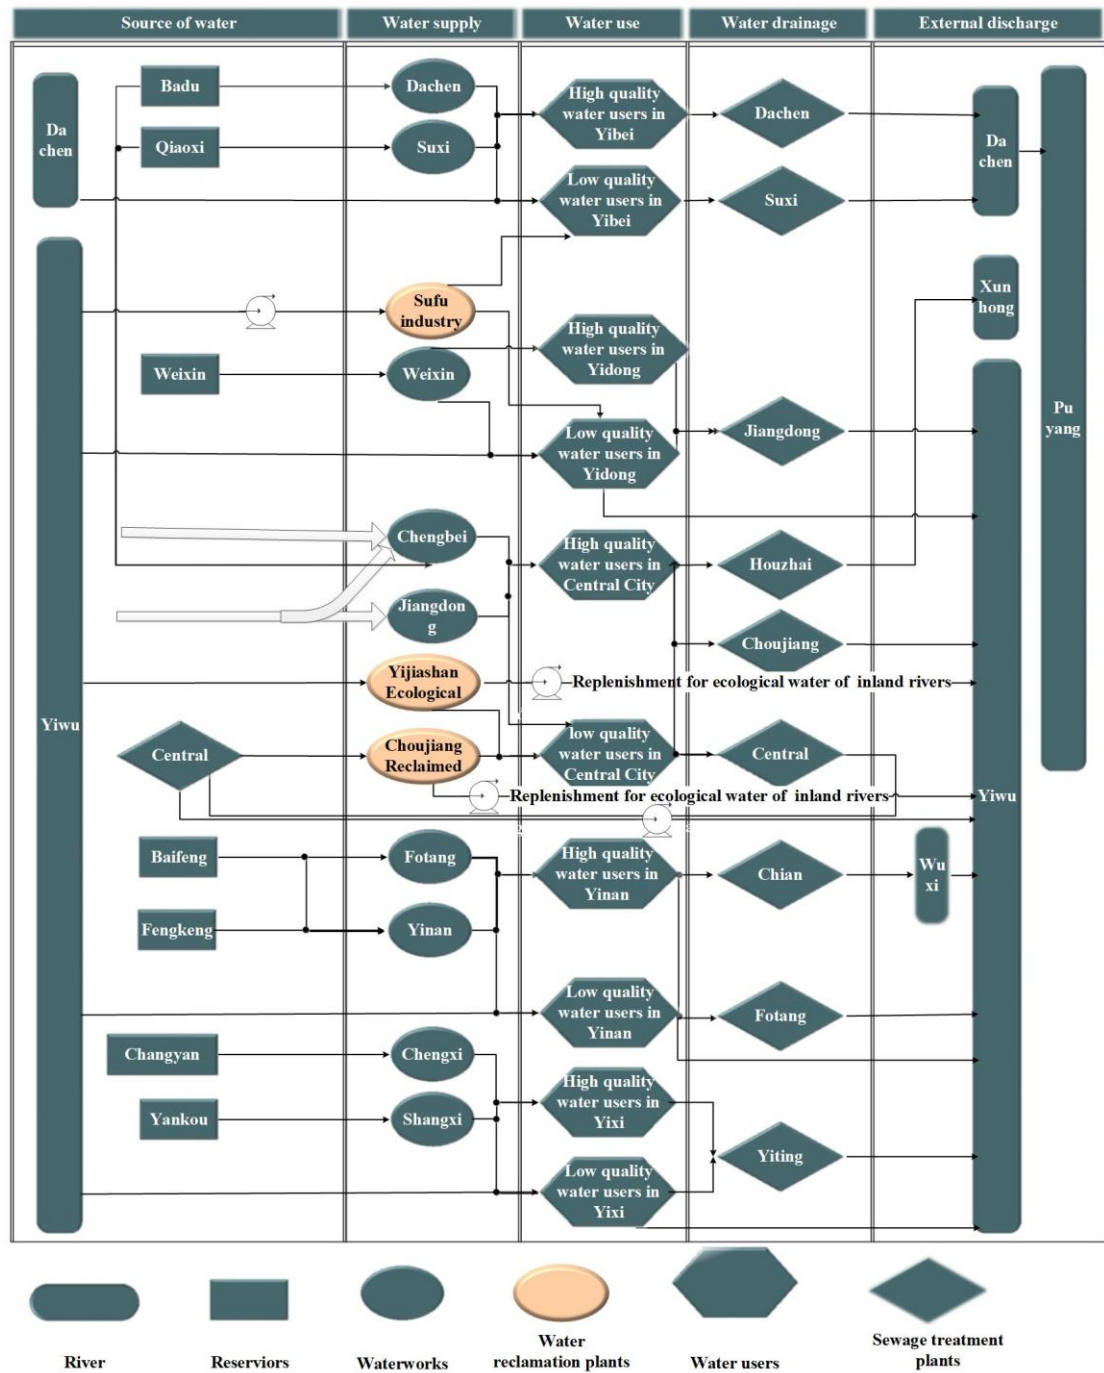 Source of water
Water supply
Water use
Water drainage
External discharge
Da
chen
Badu
Qiaoxi
Dachen
Suxi
High quality
water users in
Yibei
Low quality
water users in
Yibei
Dachen
Suxi
Da
chen
Pu
yang
Yiwu
Sufu
industry
Weixin
Weixin
High quality
water users in
Yidong
Low quality
water users in
Yidong
Jiangdong
Xun
hong
Yiwu
Chengbei
Jiangdon
g
High quality
water users in
Central City
Houzhai
Choujiang
Yijiashan
Ecological
Replenishment for ecological water of inland rivers
Central
Choujiang
Reclaimed
low quality
water users in
Central City
Central
Replenishment for ecological water of inland rivers
Baifeng
Fengkeng
Fotang
Yinan
High quality
water users in
Yinan
Chian
Wu
xi
Low quality
water users in
Yinan
Fotang
Changyan
Yankou
Chengxi
Shangxi
High quality
water users in
Yixi
Low quality
water users in
Yixi
Yiting
River
Reserviors
Waterworks
Water
reclamation plants
Water users
Sewage treatment
plants